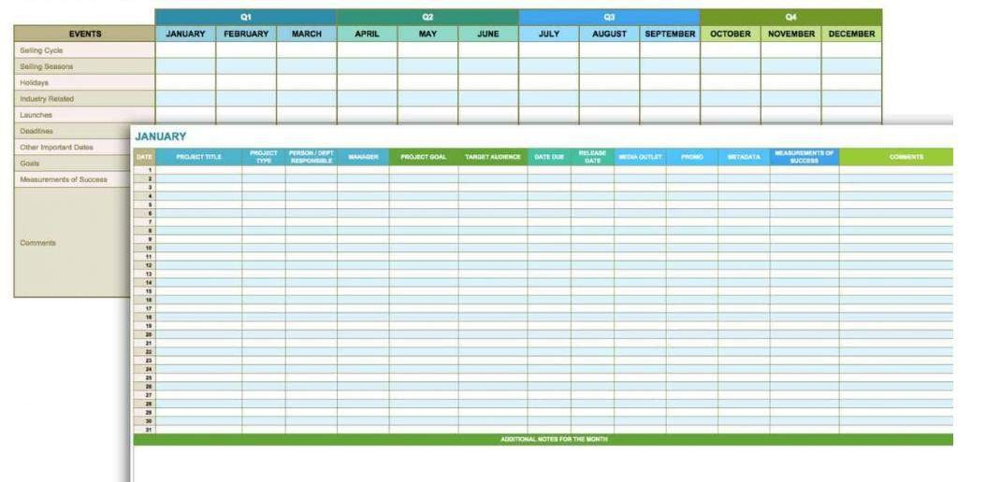 Q1 Q2 Q3 Q4
EVENTS JANUARY FEBRUARY MARCH APRIL MAY JUNE JULY AUGUST SEPTEMBER OCTOBER NOVEMBER DECEMBER
Selling Cycle
Selling Seasons
Holidays
Industry Related
Launches
Deadlines
Other Important Dates
Goals
Measurements of Success
Comments
JANUARY
DATE PROJECT TITLE PROJECT TYPE PERSON / DEPT RESPONSIBLE MANAGER PROJECT GOAL TARGET AUDIENCE DATE DUE RELEASE DATE MEDIA OUTLET PROMO METADATA MEASUREMENTS OF SUCCESS COMMENTS
1
2
3
4
5
6
7
8
9
10
11
12
13
14
15
16
17
18
19
20
21
22
23
24
25
26
27
28
29
30
31
ADDITIONAL NOTES FOR THE MONTH